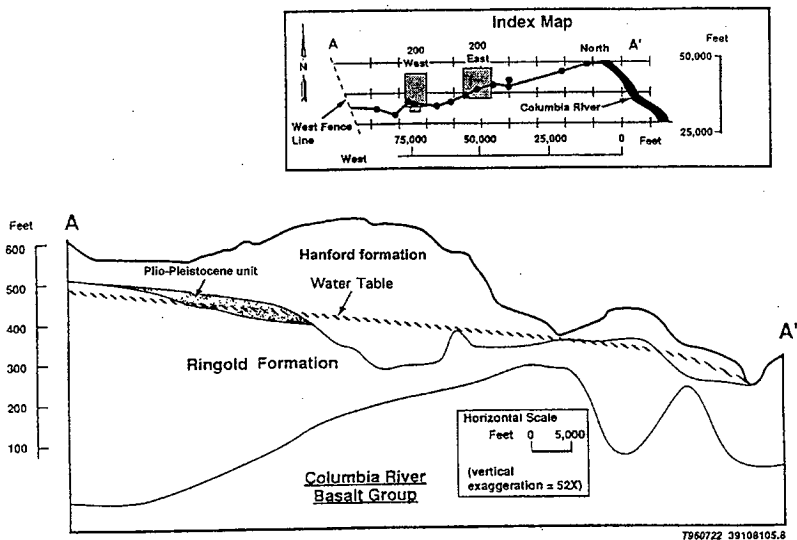 Index Map
Feet
A
200
West
200
East
North
A'
50,000
N
Columbia River
West Fence
Line
25,000
75,000
50,000
25,000
0
Feet
West
Feet
A
600
500
400
300
200
100
Hanford formation
Plio-Pleistocene unit
Water Table
A'
Ringold Formation
Horizontal Scale
Feet 0 5,000
(vertical
exaggeration = 52X)
Columbia River
Basalt Group
7960722 39108105.8